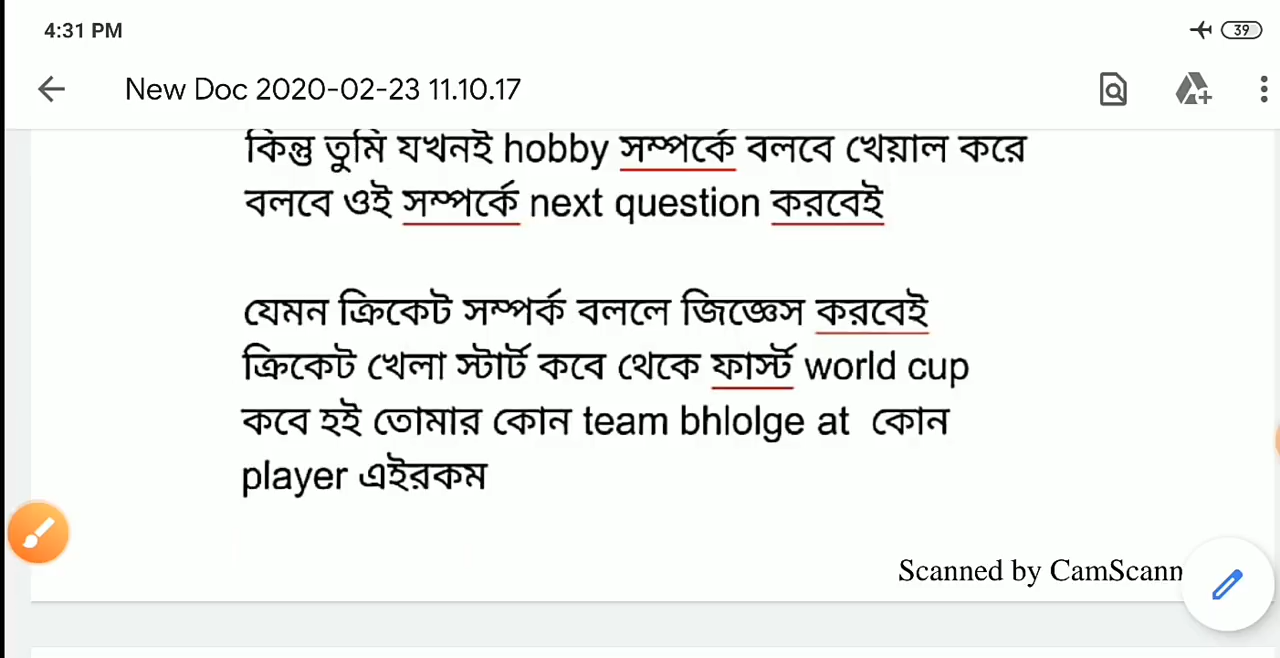 4:31 PM
39
New Doc 2020-02-23 11.10.17
কিন্তু তুমি যখনই hobby সম্পর্কে বলবে খেয়াল করে
বলবে ওই সম্পর্কে next question করবেই
যেমন ক্রিকেট সম্পর্ক বললে জিজ্ঞেস করবেই
ক্রিকেট খেলা স্টার্ট কবে থেকে ফার্স্ট world cup
কবে হই তোমার কোন team bhlolge at কোন
player এইরকম
Scanned by CamScann